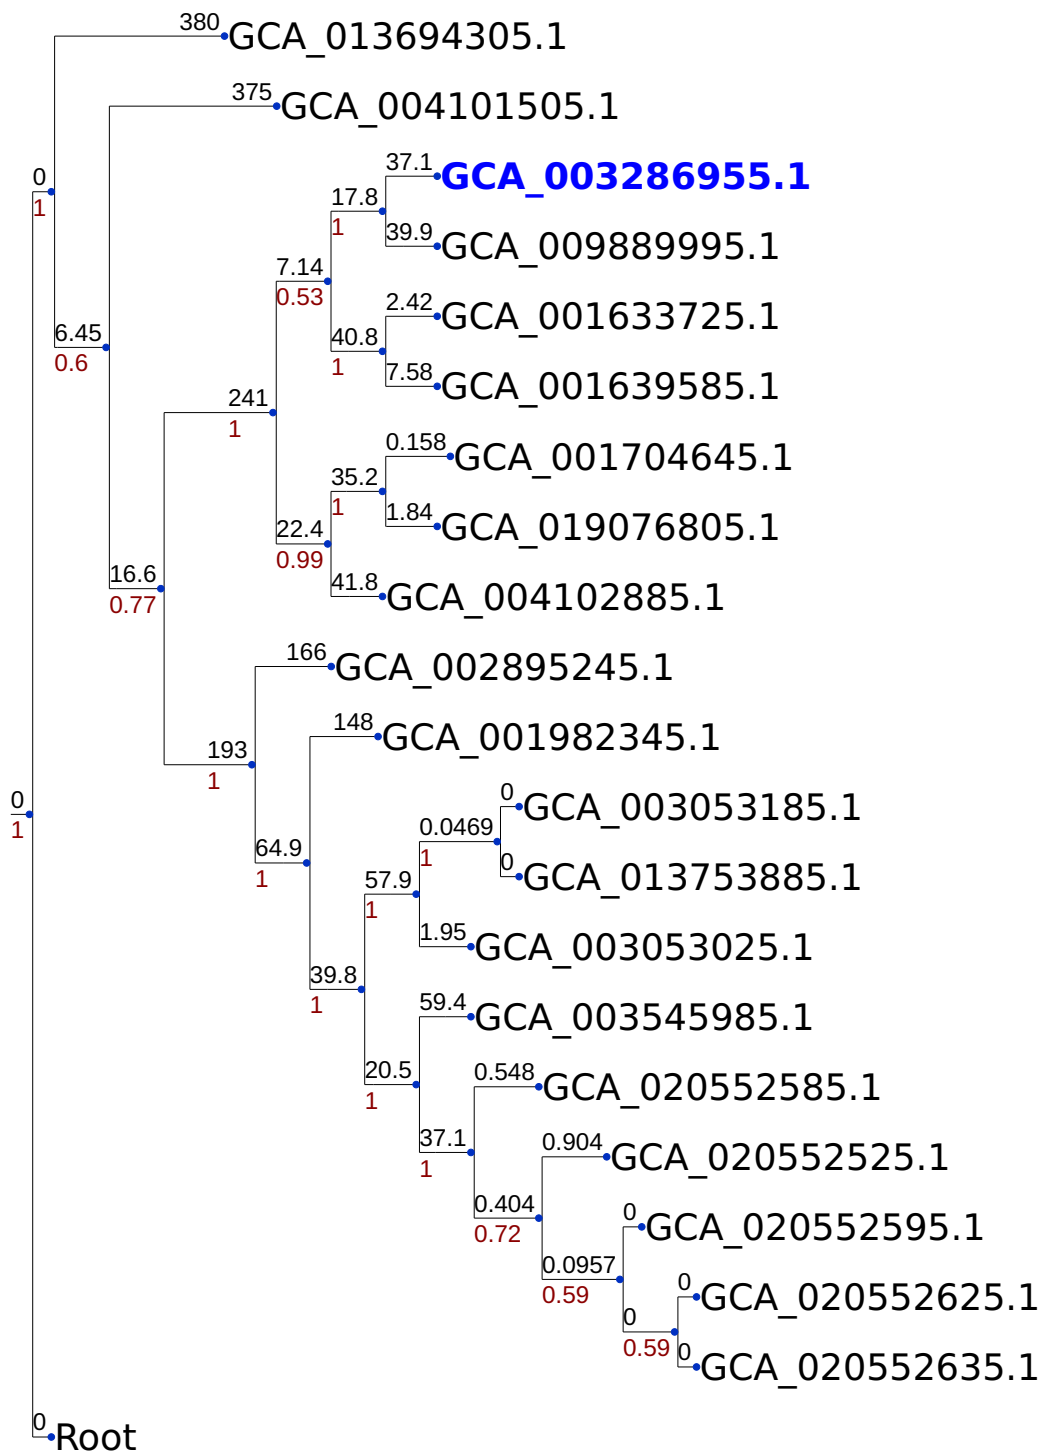 380
GCA_013694305.1
375
GCA_004101505.1
37.1
GCA_003286955.1
0
1
17.8
1
39.9
GCA_009889995.1
7.14
0.53
2.42
GCA_001633725.1
6.45
0.6
40.8
1
7.58
GCA_001639585.1
241
1
0.158
GCA_001704645.1
35.2
1
1.84
GCA_019076805.1
22.4
0.99
41.8
GCA_004102885.1
16.6
0.77
166
GCA_002895245.1
148
GCA_001982345.1
193
1
0
GCA_003053185.1
0
1
0.0469
1
64.9
1
0
GCA_013753885.1
57.9
1
1.95
GCA_003053025.1
39.8
1
59.4
GCA_003545985.1
20.5
1
0.548
GCA_020552585.1
37.1
1
0.904
GCA_020552525.1
0.404
0.72
0
GCA_020552595.1
0.0957
0.59
0
GCA_020552625.1
0
0.59
0
GCA_020552635.1
0
Root